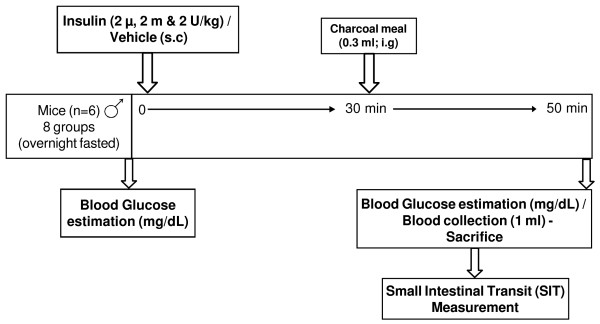 Insulin (2 µ, 2 m & 2 U/kg) /
Vehicle (s.c)
Charcoal meal
(0.3 ml; i.g)
Mice (n=6) ♂
8 groups
(overnight fasted)
0
30 min
50 min
Blood Glucose
estimation (mg/dL)
Blood Glucose estimation (mg/dL) /
Blood collection (1 ml) -
Sacrifice
Small Intestinal Transit (SIT)
Measurement